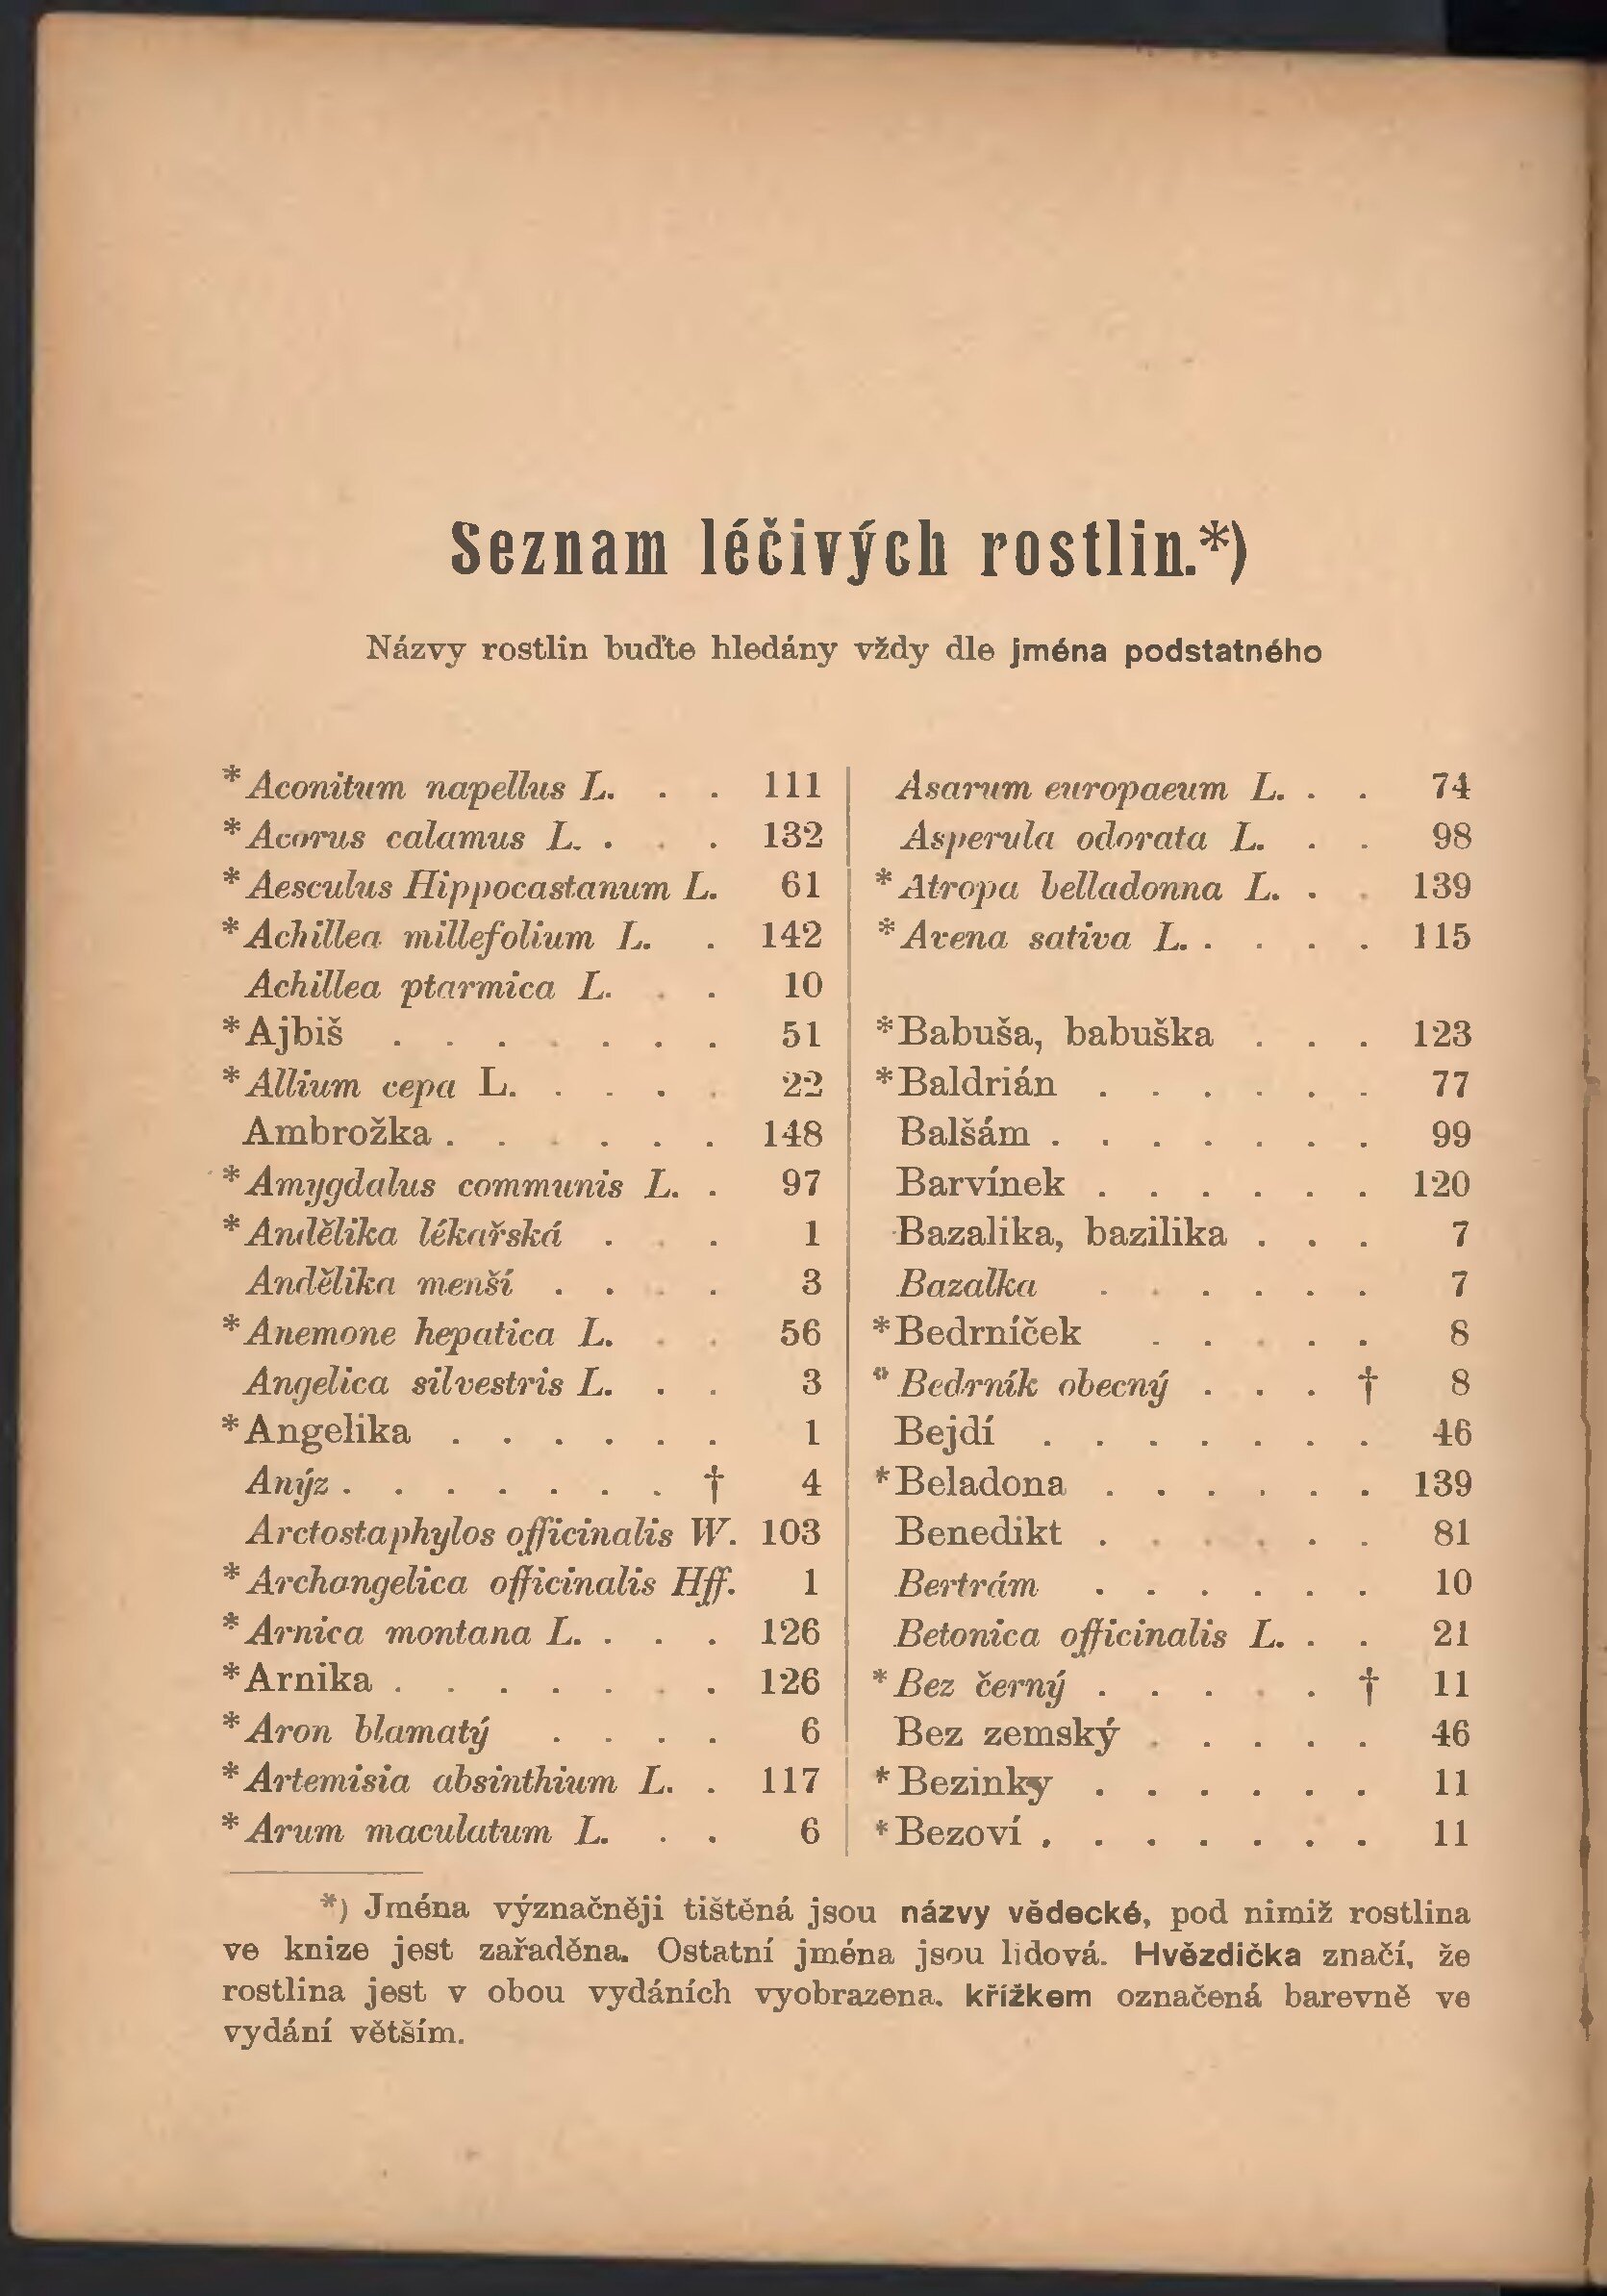 Seznam léčivých rostlin.*)
Názvy rostlin buďte hledány vždy dle jména podstatného
* Aconitum napellus L. . . 111
* Acorus calamus L. . . . 132
* Aesculus Hippocastanum L. 61
* Achillea millefolium L. . 142
Achillea ptarmica L. . . 10
* Ajbiš . . . . . . . 51
* Allium cepa L. . . . . 22
Ambrožka . . . . . . 148
* Amygdalus communis L. . 97
* Andělika lékařská . . . 1
Andělika menší . . . . 3
* Anemone hepatica L. . . 56
Angelica silvestris L. . . 3
* Angelika . . . . . . 1
Anýz . . . . . . . † 4
Arctostaphylos officinalis W. 103
* Archangelica officinalis Hff. 1
* Arnica montana L. . . . 126
* Arnika . . . . . . . 126
* Aron blamatý . . . . 6
* Artemisia absinthium L. . 117
* Arum maculatum L. . . 6
Asarum europaeum L. . . 74
Asperula odorata L. . . 98
* Atropa belladonna L. . . 139
* Avena sativa L. . . . . 115
* Babuša, babuška . . . 123
* Baldrián . . . . . . 77
Balšám . . . . . . . 99
Barvínek . . . . . . 120
Bazalika, bazilika . . . 7
Bazalka . . . . . . 7
* Bedrníček . . . . . 8
* Bedrník obecný . . . † 8
Bejdí . . . . . . . 46
* Beladona . . . . . . 139
Benedikt . . . . . . 81
Bertrám . . . . . . 10
Betonica officinalis L. . . 21
* Bez černý . . . . . † 11
Bez zemský . . . . . 46
* Bezinky . . . . . . 11
* Bezoví . . . . . . . 11
*) Jména význačněji tištěná jsou názvy vědecké, pod nimiž rostlina
ve knize jest zařaděna. Ostatní jména jsou lidová. Hvězdička značí, že
rostlina jest v obou vydáních vyobrazena. křížkem označená barevně ve
vydání větším.